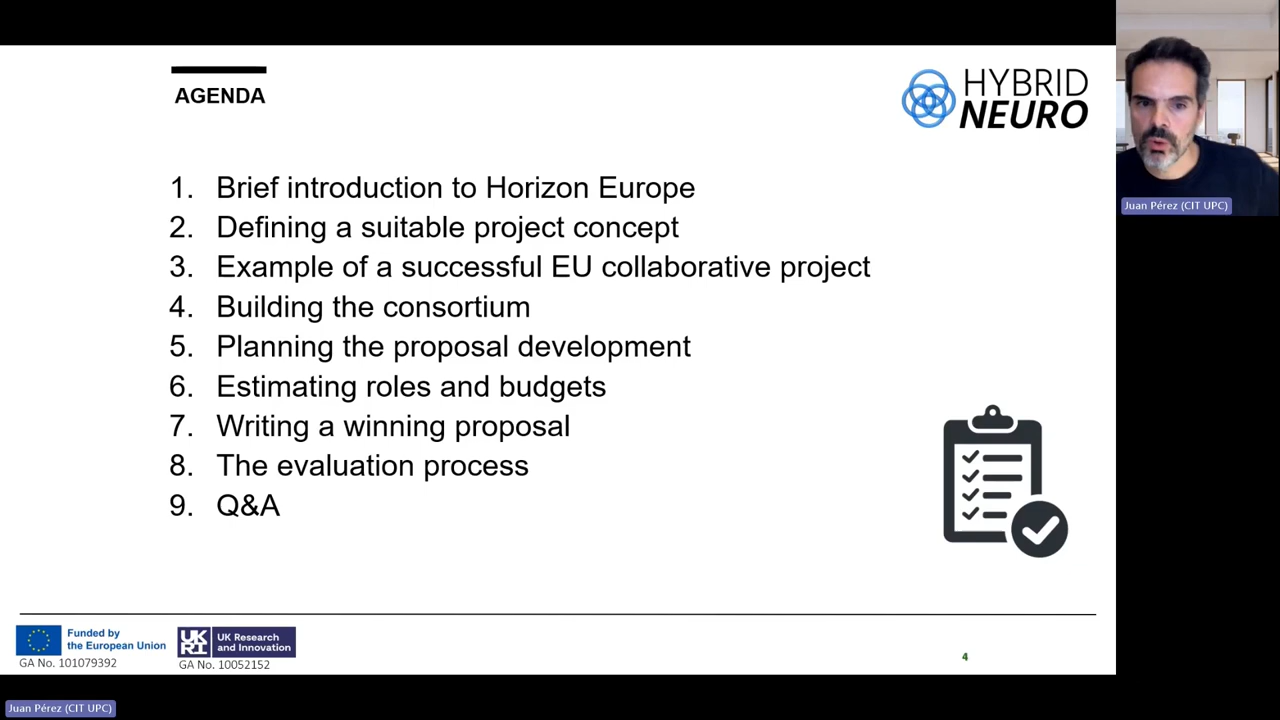 AGENDA
HYBRID
NEURO
1. Brief introduction to Horizon Europe
2. Defining a suitable project concept
3. Example of a successful EU collaborative project
4. Building the consortium
5. Planning the proposal development
6. Estimating roles and budgets
7. Writing a winning proposal
8. The evaluation process
9. Q&A
Funded by
the European Union
GA No. 101079392
UK
RI
UK Research
and Innovation
GA No. 10052152
4
Juan Pérez (CIT UPC)
Juan Pérez (CIT UPC)